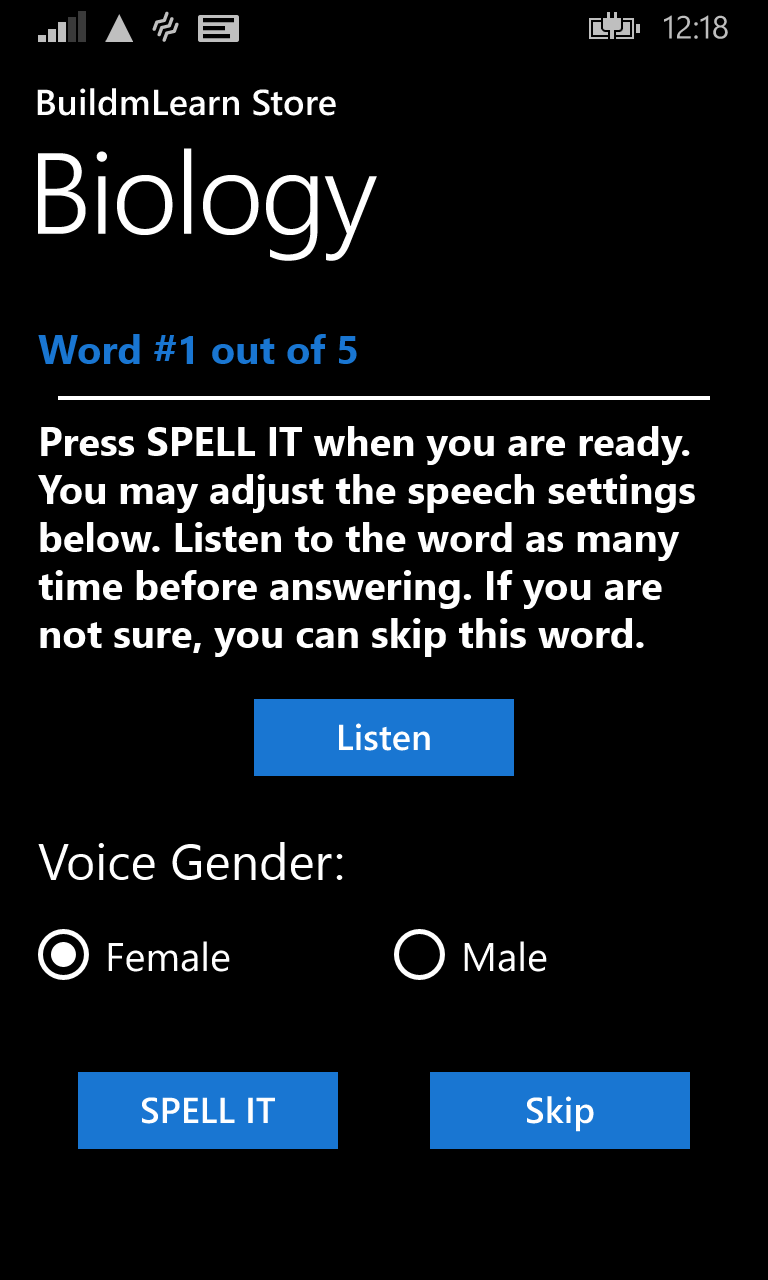 12:18
BuildmLearn Store
Biology
Word #1 out of 5
Press SPELL IT when you are ready.
You may adjust the speech settings
below. Listen to the word as many
time before answering. If you are
not sure, you can skip this word.
Listen
Voice Gender:
Female Male
SPELL IT Skip